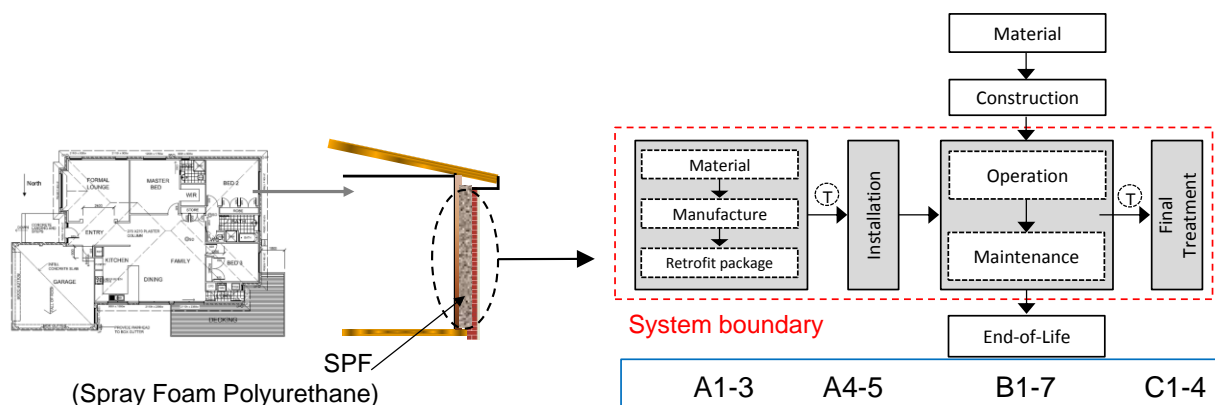 North
FORMAL
LOUNGE
MASTER
BED
WIR
BED 2
STORE
ENTRY
KITCHEN
FAMILY
BED 3
DINING
GARAGE
DECKING
SPF
(Spray Foam Polyurethane)
Material
Construction
Material
Manufacture
Retrofit package
T
Installation
Operation
Maintenance
T
Final
Treatment
System boundary
End-of-Life
A1-3
A4-5
B1-7
C1-4